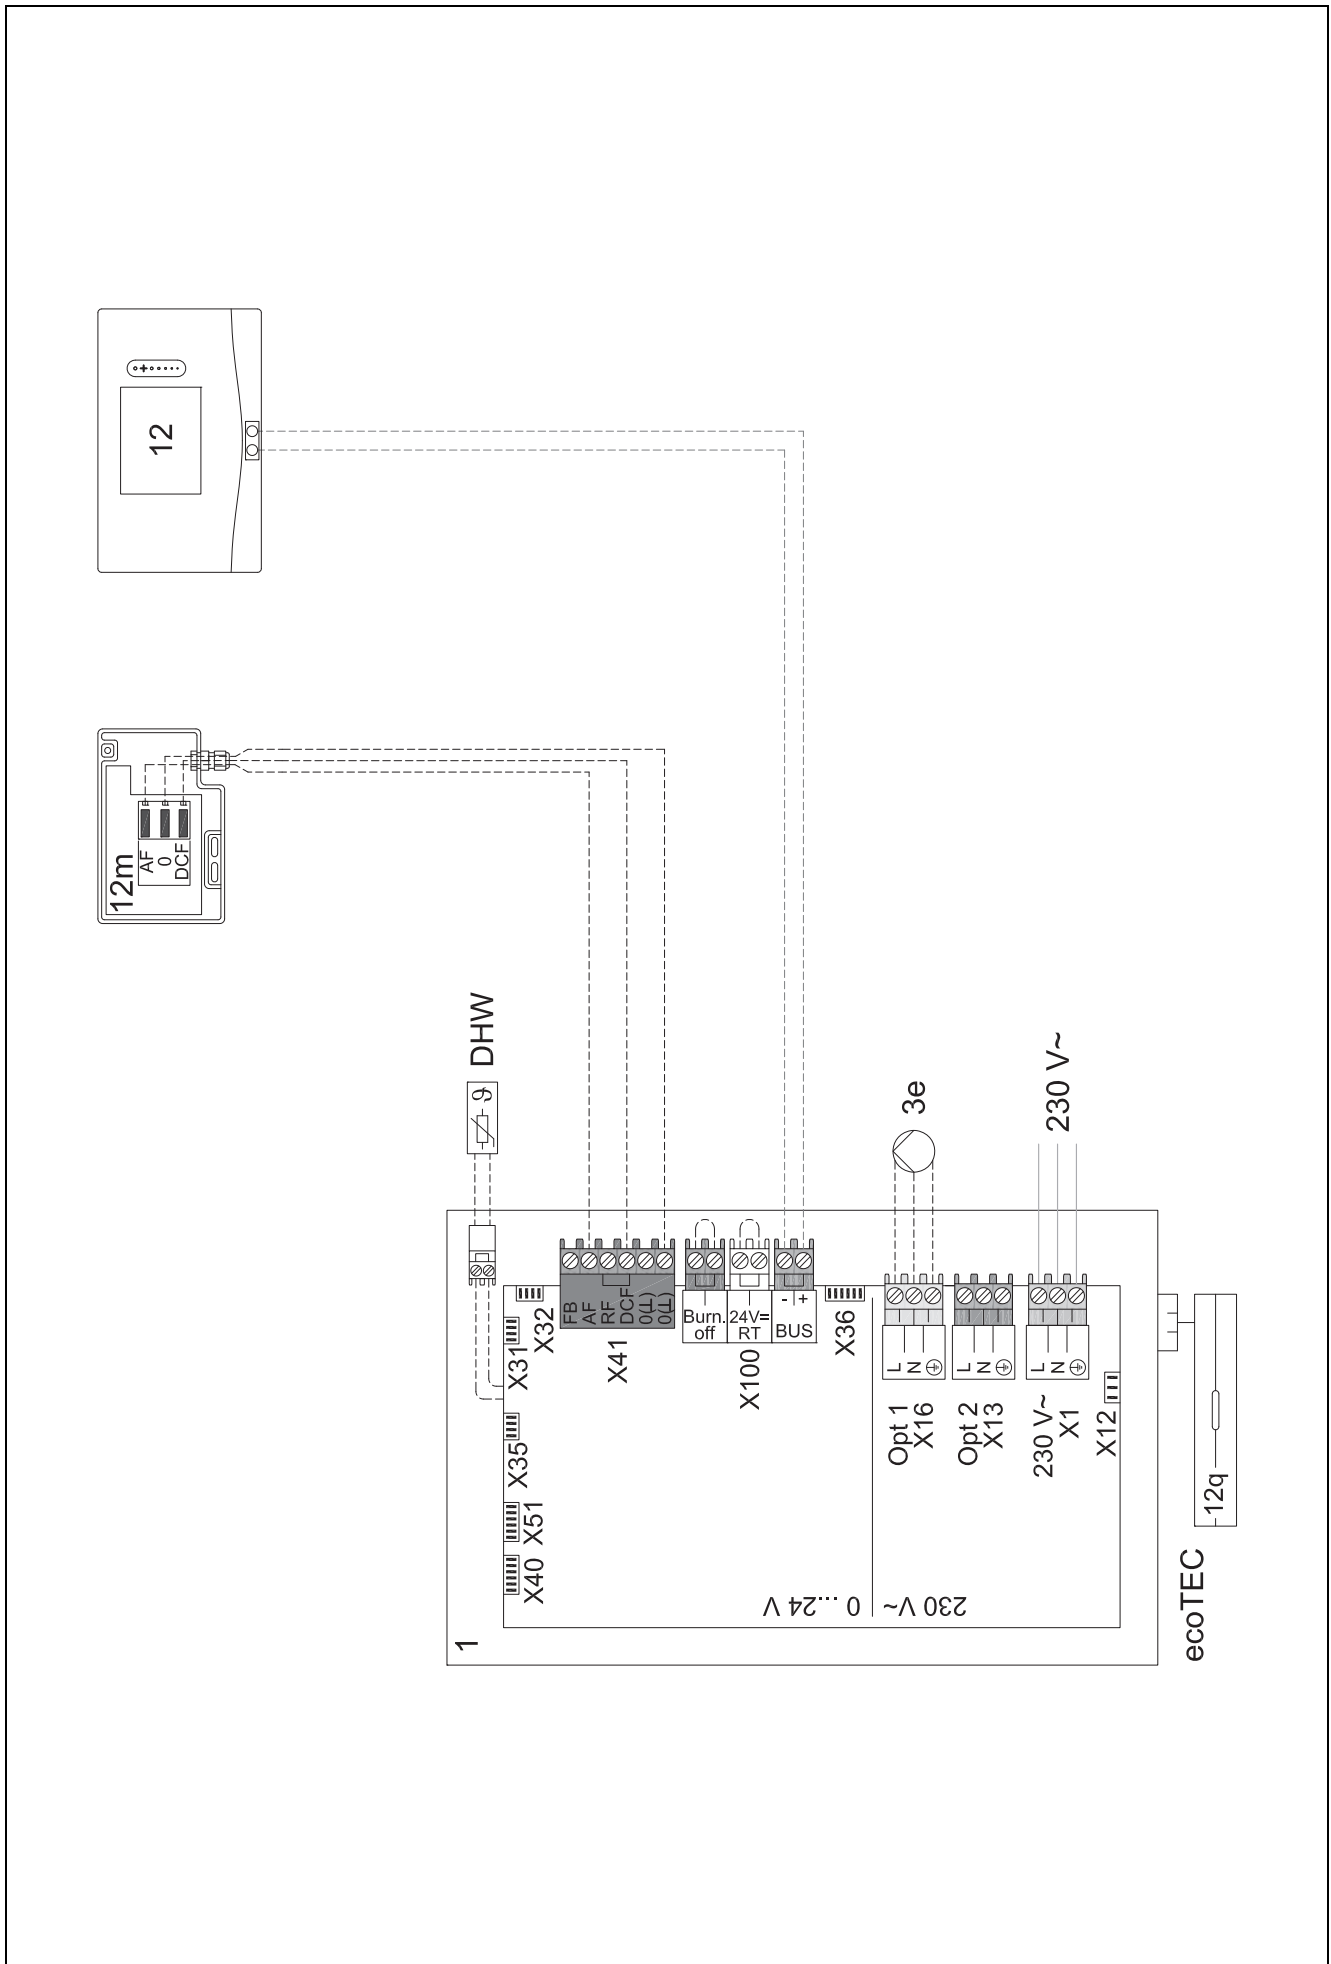 12
12m
AF
0
DCF
DHW
1
X40
X51
X35
X31
X32
FB
AF
RF
DCF
0(⊥)
0(⊥)
X41
Burn.
off
24V=
RT
X100
- +
BUS
X36
0 ... 24 V
230 V~
L
N
Opt 1
X16
3e
L
N
Opt 2
X13
L
N
230 V~
X1
230 V~
X12
12q
ecoTEC